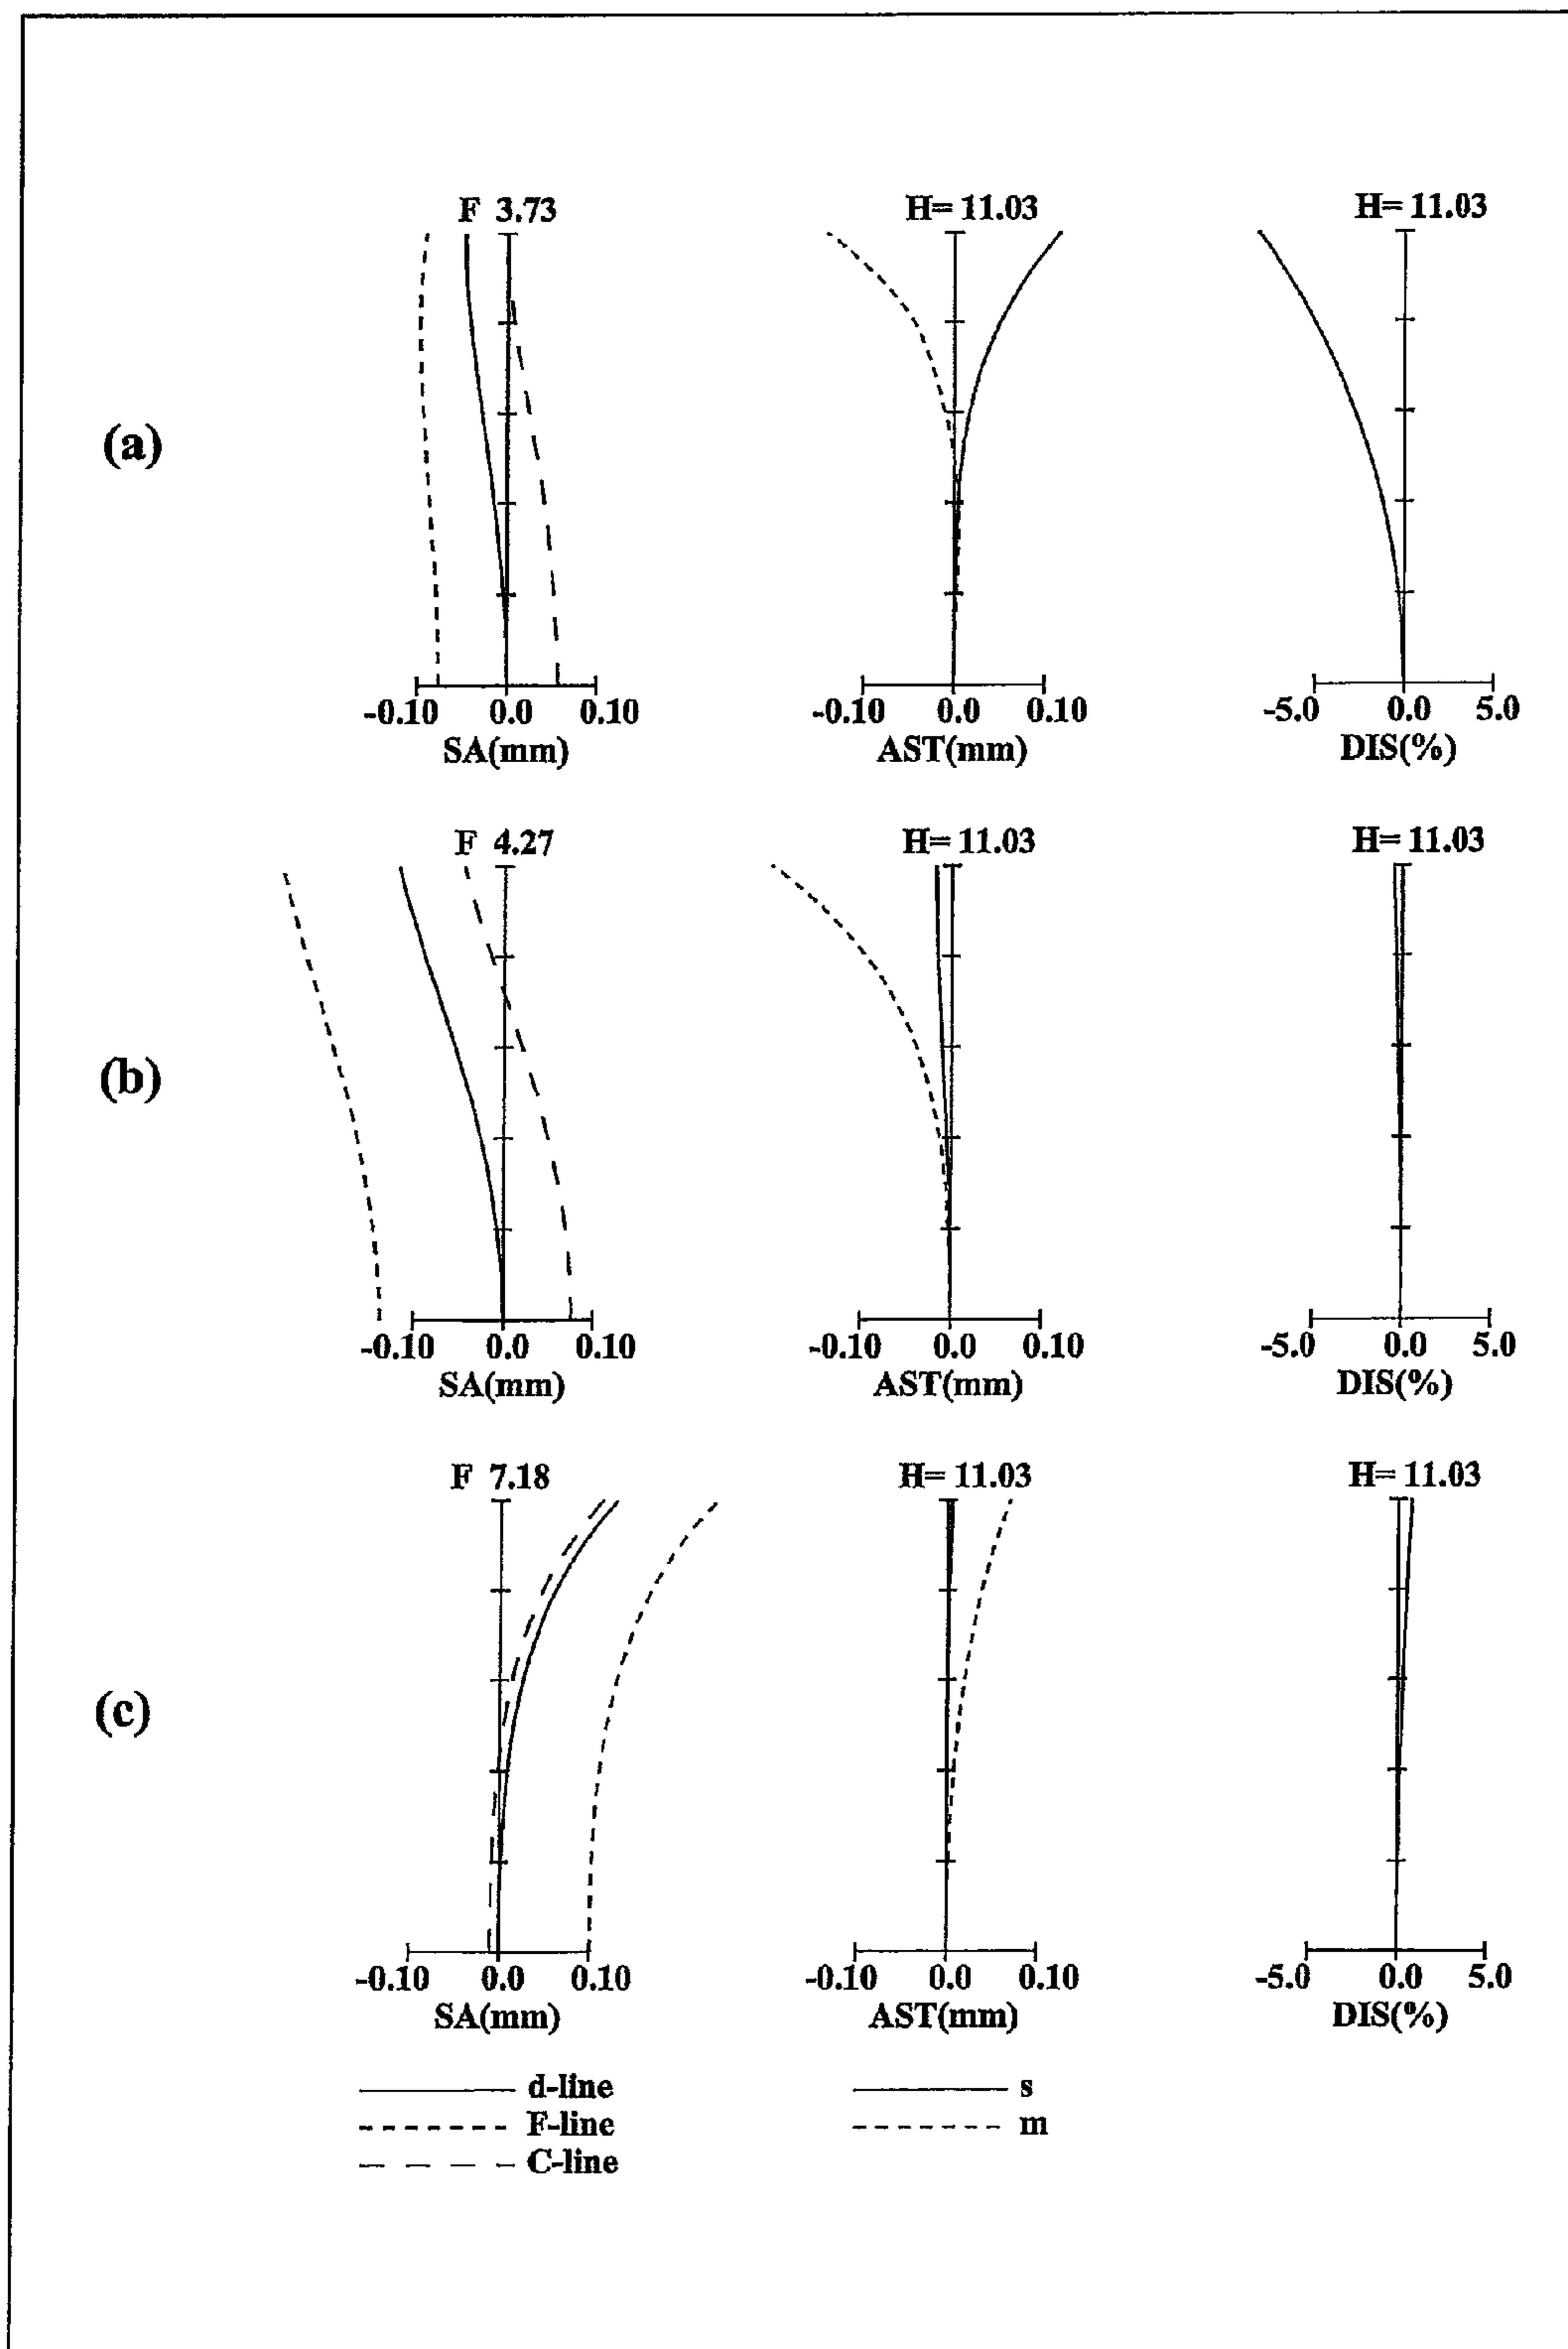 F 3.73 H= 11.03 H= 11.03
(a)
-0.10 0.0 0.10 -0.10 0.0 0.10 -5.0 0.0 5.0
SA(mm) AST(mm) DIS(%)
F 4.27 H= 11.03 H= 11.03
(b)
-0.10 0.0 0.10 -0.10 0.0 0.10 -5.0 0.0 5.0
SA(mm) AST(mm) DIS(%)
F 7.18 H= 11.03 H= 11.03
(c)
-0.10 0.0 0.10 -0.10 0.0 0.10 -5.0 0.0 5.0
SA(mm) AST(mm) DIS(%)
d-line s
F-line m
C-line